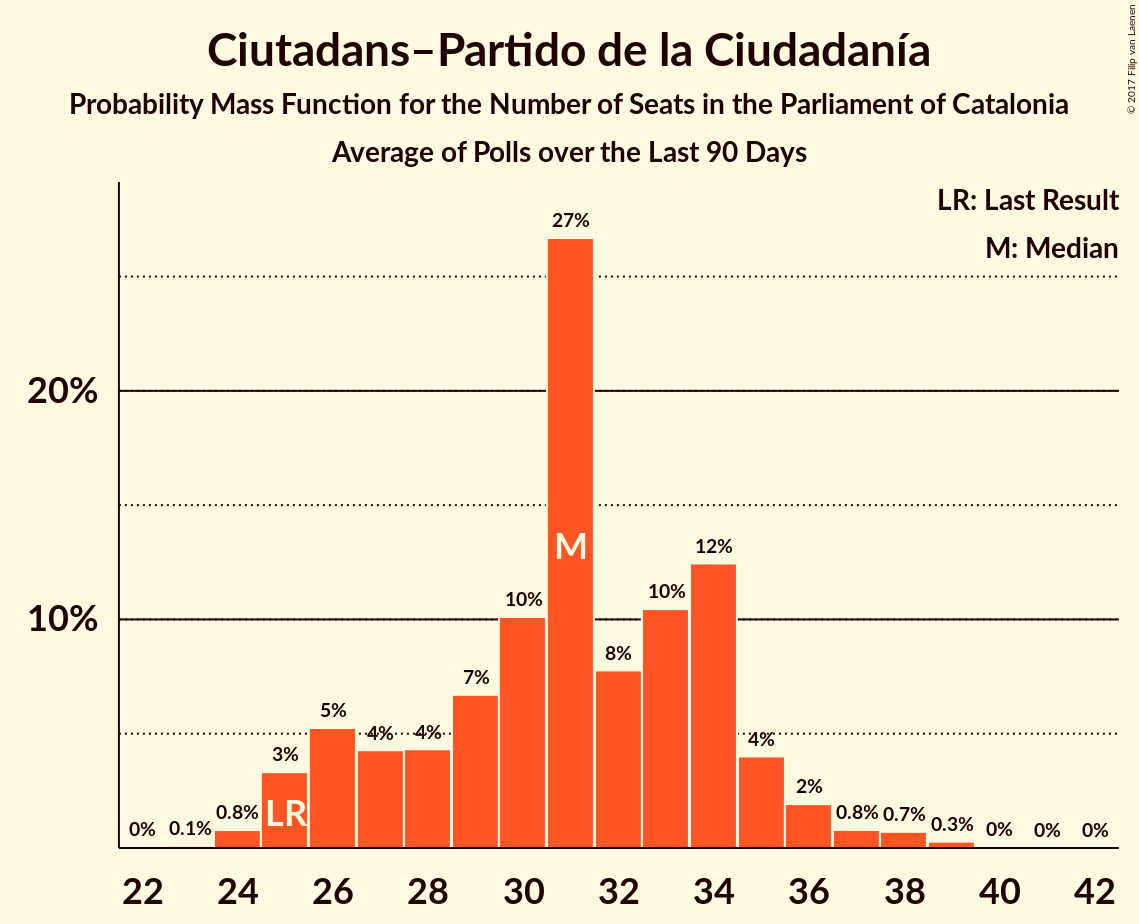 Ciutadans–Partido de la Ciudadanía
Probability Mass Function for the Number of Seats in the Parliament of Catalonia
Average of Polls over the Last 90 Days
© 2017 Filip van Laenen
LR: Last Result
M: Median
20%
10%
0%
0.1%
0.8%
3%
5%
4%
4%
7%
10%
27%
8%
10%
12%
4%
2%
0.8%
0.7%
0.3%
0%
0%
0%
LR
M
22 24 26 28 30 32 34 36 38 40 42